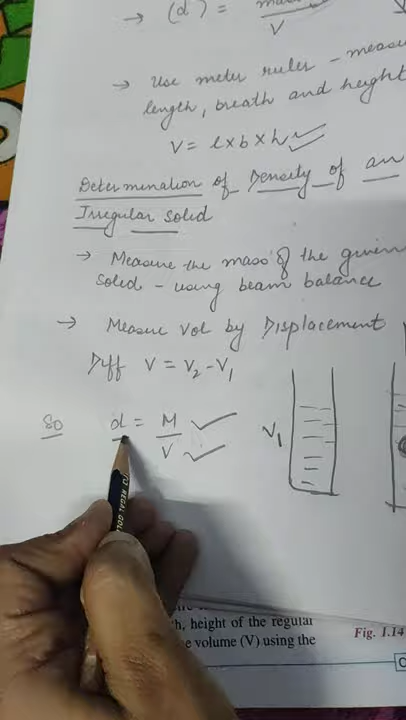 → (d) =
V
→ Use meter ruler - measure
length, breath and height
V = l x b x h
Determination of Density of an
Irregular solid
→ Measure the mass of the given
solid - using beam balance
→ Measure Vol by Displacement
Diff V = V₂ - V₁
So d = M
V
V₁
REGAL
h, height of the regular
e volume (V) using the
Fig. 1.14